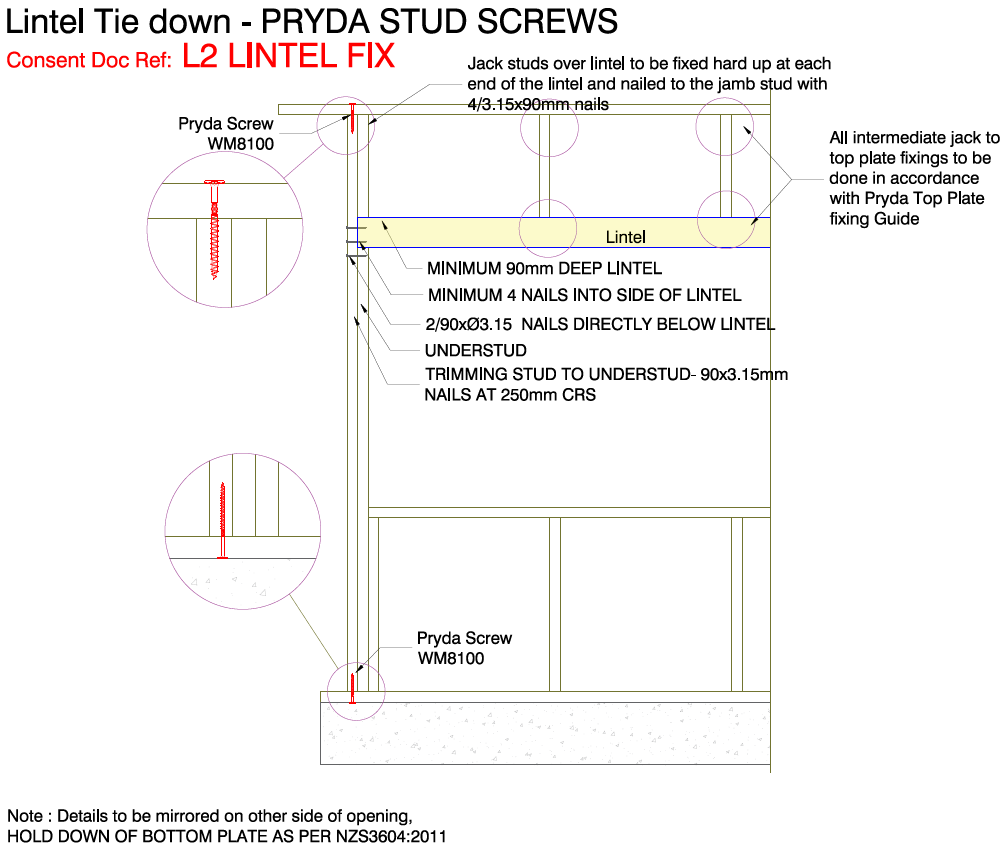 Lintel Tie down - PRYDA STUD SCREWS
Consent Doc Ref: L2 LINTEL FIX
Jack studs over lintel to be fixed hard up at each
end of the lintel and nailed to the jamb stud with
4/3.15x90mm nails
Pryda Screw
WM8100
All intermediate jack to
top plate fixings to be
done in accordance
with Pryda Top Plate
fixing Guide
Lintel
MINIMUM 90mm DEEP LINTEL
MINIMUM 4 NAILS INTO SIDE OF LINTEL
2/90xØ3.15 NAILS DIRECTLY BELOW LINTEL
UNDERSTUD
TRIMMING STUD TO UNDERSTUD- 90x3.15mm
NAILS AT 250mm CRS
Pryda Screw
WM8100
Note : Details to be mirrored on other side of opening,
HOLD DOWN OF BOTTOM PLATE AS PER NZS3604:2011